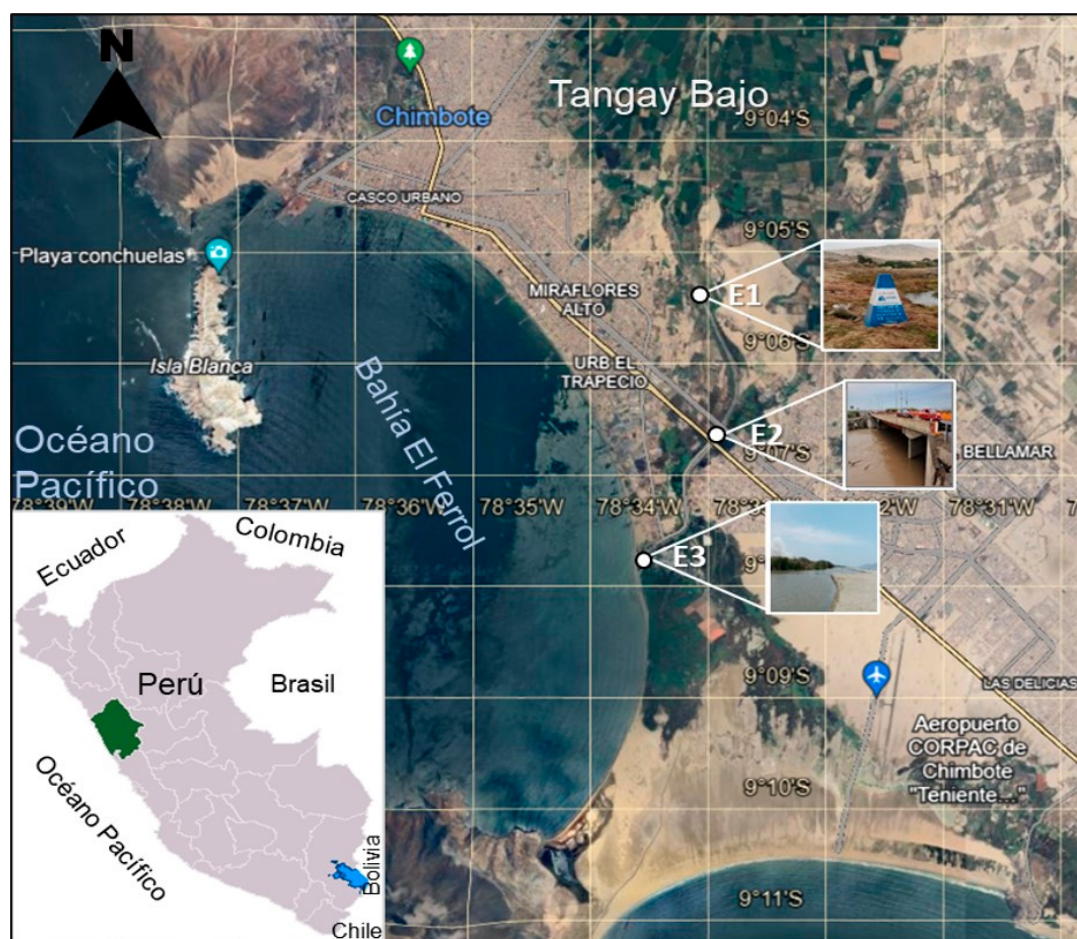 N
Tangay Bajo
Chimbote
9°04'S
CASCO URBANO
9°05'S
Playa conchuelas
E1
MIRAFLORES
ALTO
9°06'S
Isla Blanca
URB EL
TRAPECIO
Bahía El Ferrol
E2
9°07'S
BELLAMAR
Océano
Pacífico
78°39'W
78°38'W
78°37'W
78°36'W
78°35'W
78°34'W
78°31'W
E3
9°09'S
LAS DELICIAS
Aeropuerto
CORPAC de
Chimbote
"Teniente..."
9°10'S
9°11'S
Ecuador
Colombia
Perú
Brasil
Océano Pacífico
Bolivia
Chile